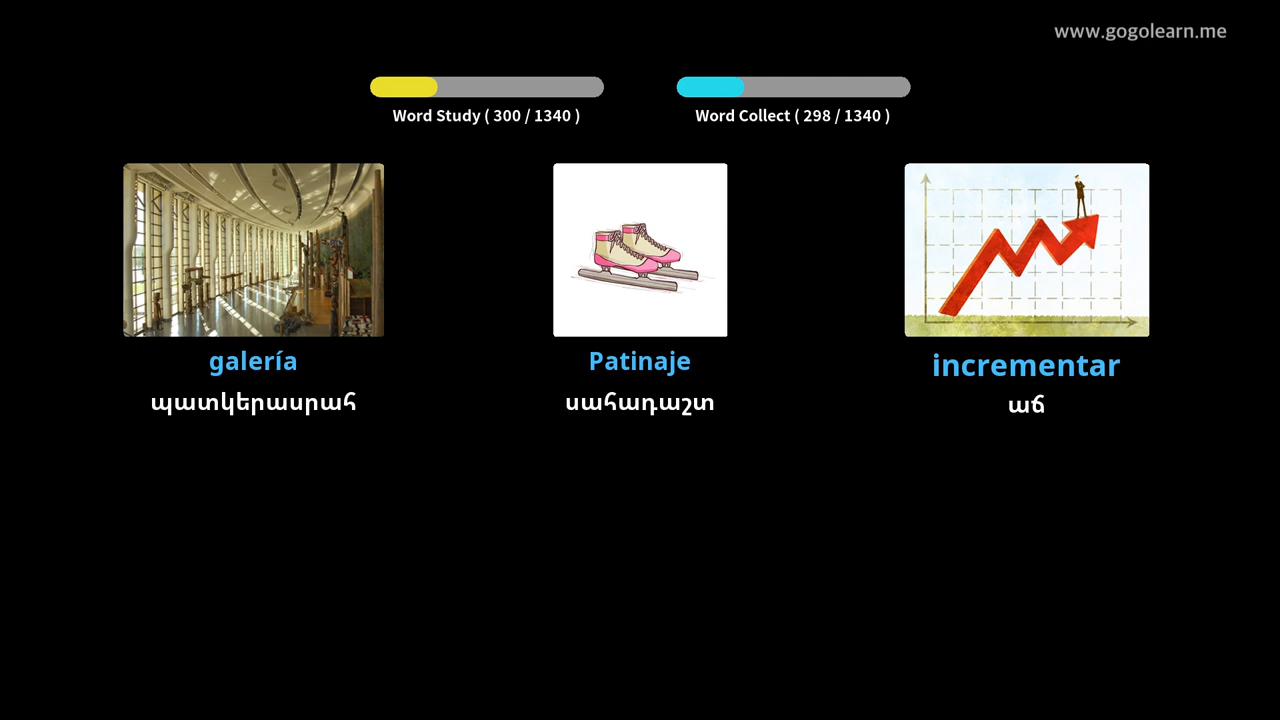 www.gogolearn.me
Word Study ( 300 / 1340 )
Word Collect ( 298 / 1340 )
galería
պատկերասրահ
Patinaje
սահադաշտ
incrementar
աճ